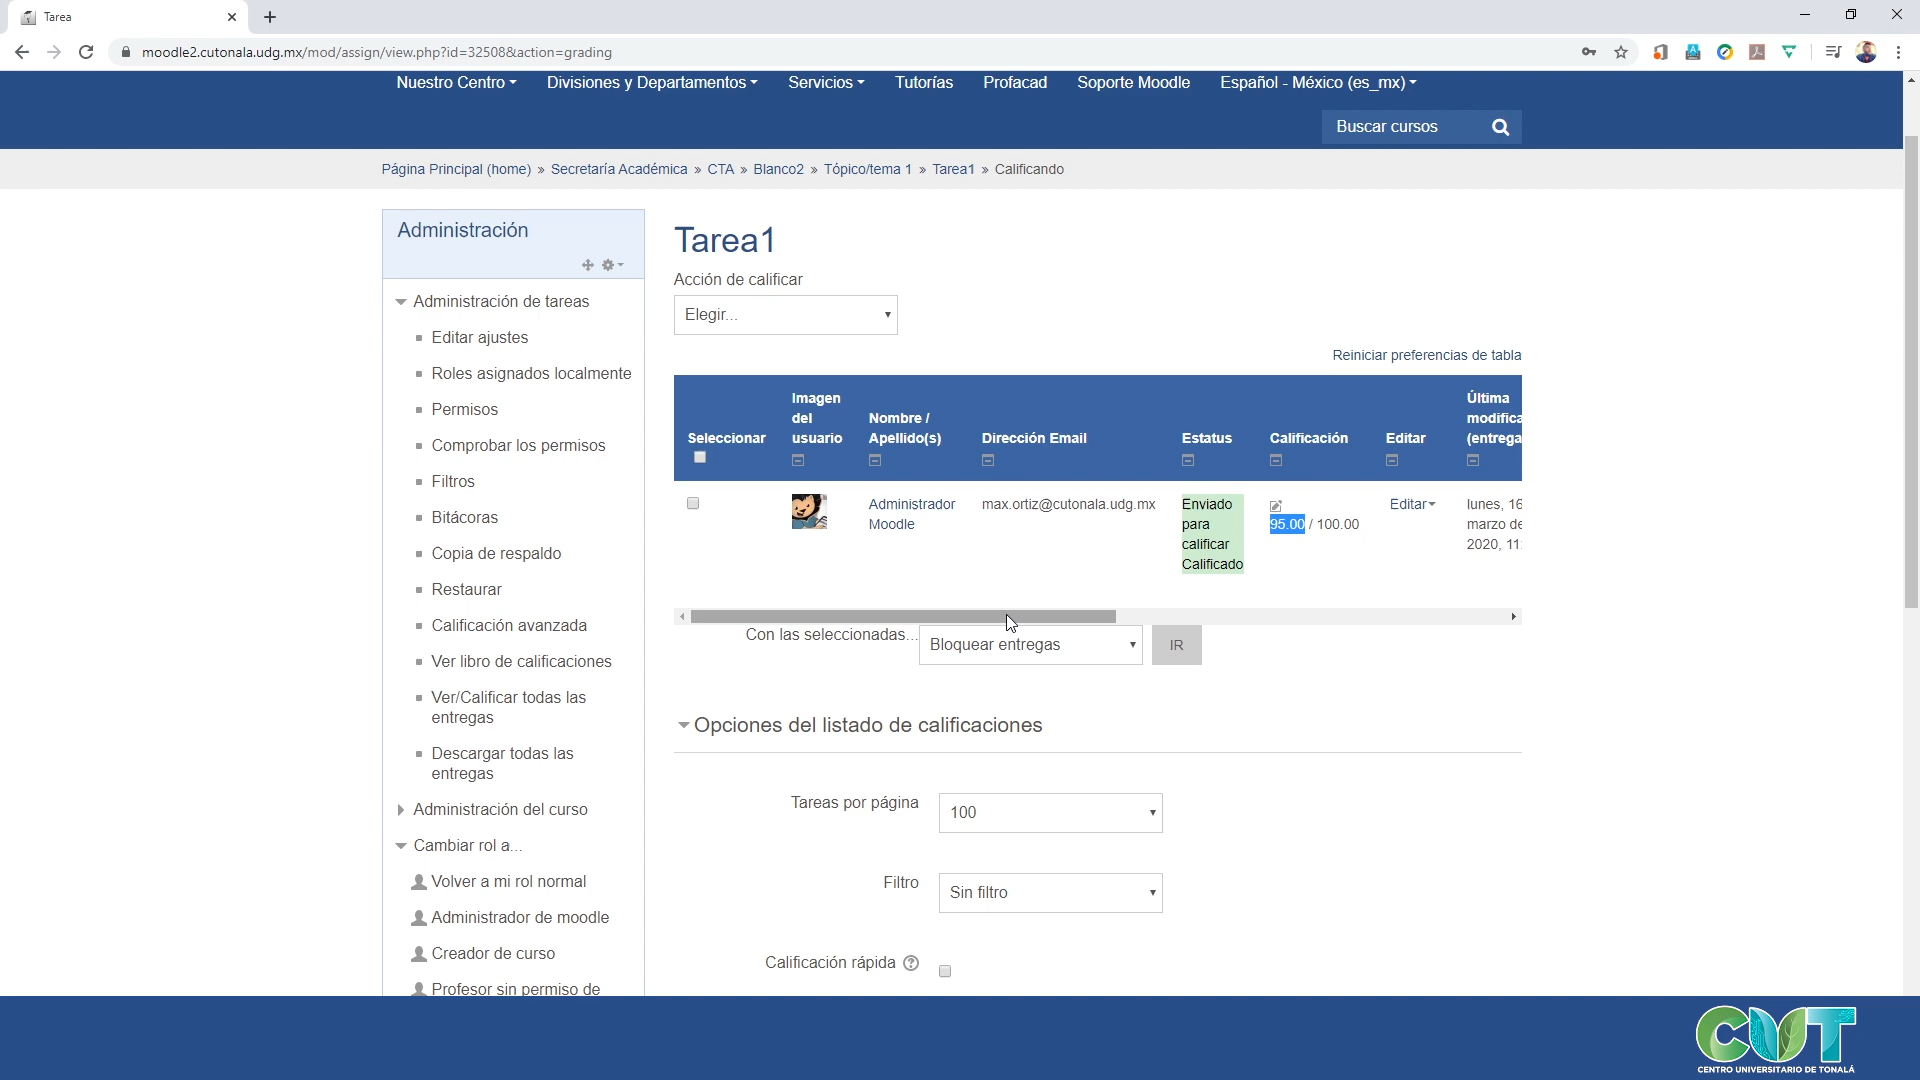 Tarea
moodle2.cutonala.udg.mx/mod/assign/view.php?id=32508&action=grading
Nuestro Centro Divisiones y Departamentos Servicios Tutorías Profacad Soporte Moodle Español - México (es_mx)
Buscar cursos
Página Principal (home) » Secretaría Académica » CTA » Blanco2 » Tópico/tema 1 » Tarea1 » Calificando
Administración
Administración de tareas
Editar ajustes
Roles asignados localmente
Permisos
Comprobar los permisos
Filtros
Bitácoras
Copia de respaldo
Restaurar
Calificación avanzada
Ver libro de calificaciones
Ver/Calificar todas las
entregas
Descargar todas las
entregas
Administración del curso
Cambiar rol a...
Volver a mi rol normal
Administrador de moodle
Creador de curso
Profesor sin permiso de
Tarea1
Acción de calificar
Elegir...
Reiniciar preferencias de tabla
Seleccionar
Imagen
del
usuario
Nombre /
Apellido(s)
Dirección Email
Estatus
Calificación
Editar
Última
modifica
(entrega
Administrador
Moodle
max.ortiz@cutonala.udg.mx
Enviado
para
calificar
Calificado
95.00 / 100.00
Editar
lunes, 16
marzo de
2020, 11:
Con las seleccionadas... Bloquear entregas IR
Opciones del listado de calificaciones
Tareas por página 100
Filtro Sin filtro
Calificación rápida
CUT
CENTRO UNIVERSITARIO DE TONALÁ